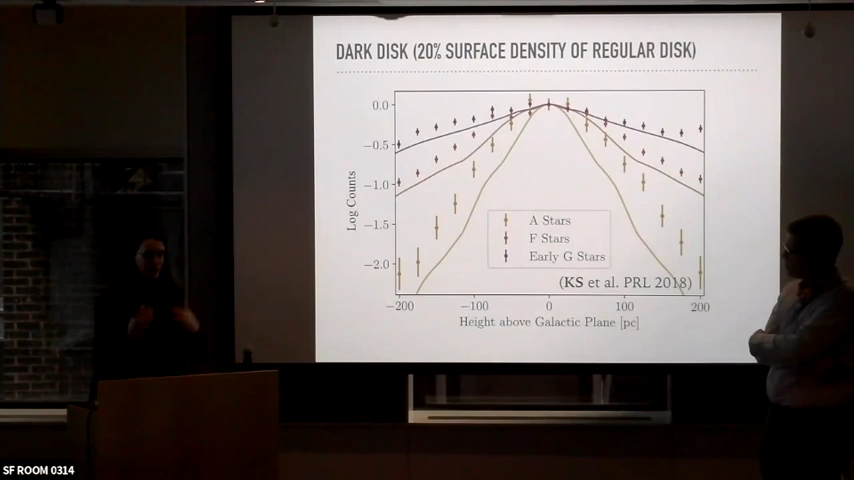 DARK DISK (20% SURFACE DENSITY OF REGULAR DISK)
0.0
−0.5
−1.0
−1.5
−2.0
Log Counts
A Stars
F Stars
Early G Stars
(KS et al. PRL 2018)
−200
−100
0
100
200
Height above Galactic Plane [pc]
SF ROOM 0314